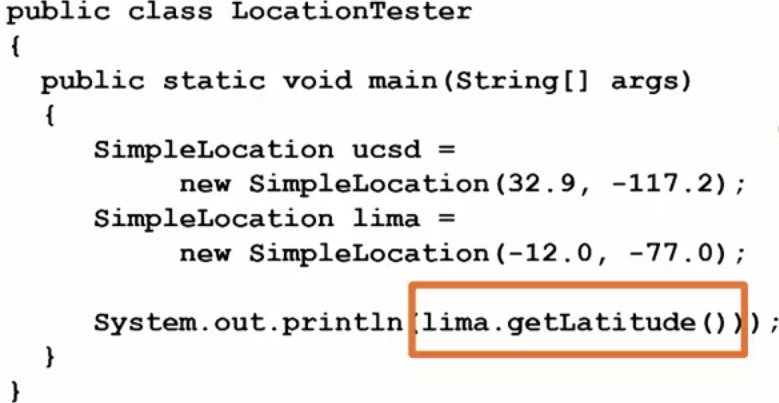 public class LocationTester
{
public static void main(String[] args)
{
SimpleLocation ucsd =
new SimpleLocation(32.9, -117.2);
SimpleLocation lima =
new SimpleLocation(-12.0, -77.0);
System.out.println(lima.getLatitude());
}
}